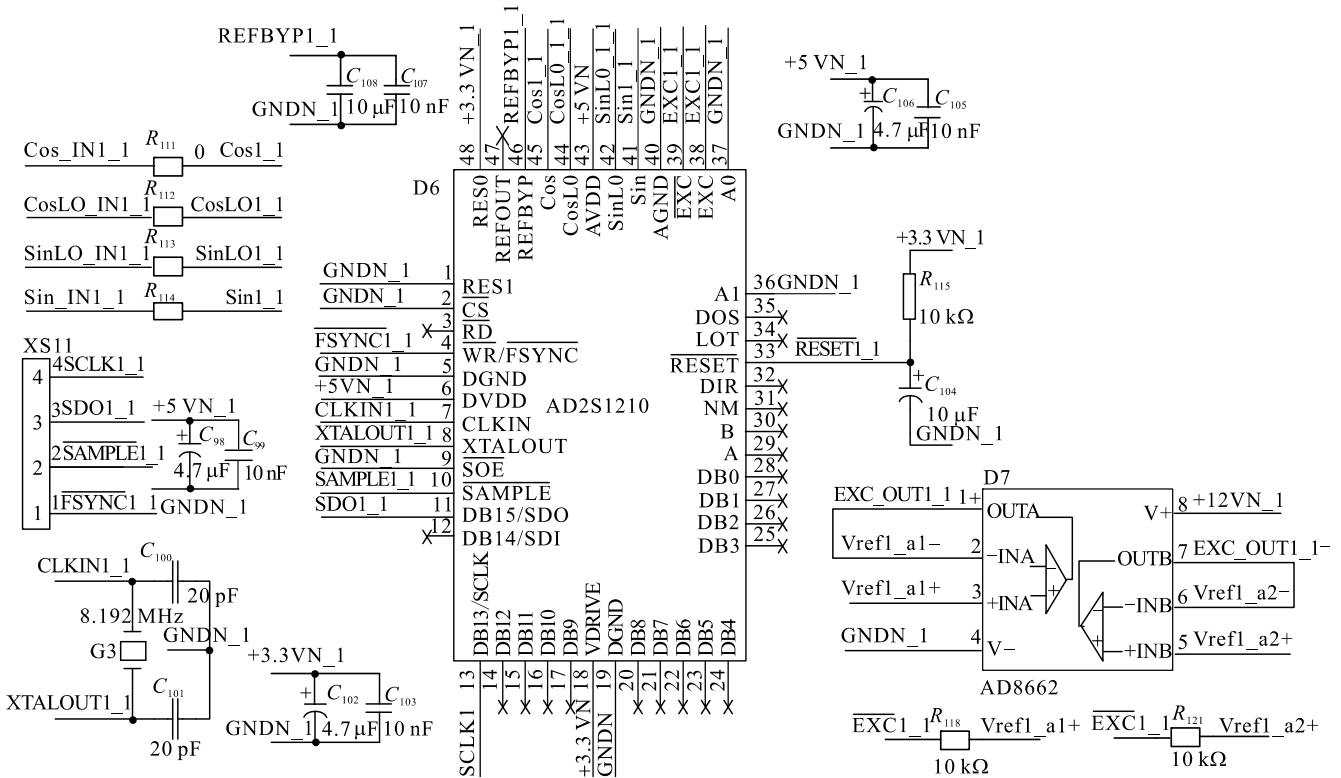 REFBYP1_1
C108
C107
10 μF
10 nF
GNDN_1
+3.3 VN_1
REFBYP1_1
Cos1_1
CosL0_1_1
+5 VN
SinL0_1_1
Sin1_1
GNDN_1
EXC1_1
EXC1_1
GNDN_1
48
47
46
45
44
43
42
41
40
39
38
37
RES0
REFOUT
REFBYP
Cos
CosL0
AVDD
SinL0
Sin
AGND
EXC
EXC
A0
+5 VN_1
C106
C105
4.7 μF
10 nF
GNDN_1
Cos_IN1_1
R111
0
Cos1_1
CosLO_IN1_1
R112
CosLO1_1
SinLO_IN1_1
R113
SinLO1_1
Sin_IN1_1
R114
Sin1_1
D6
AD2S1210
GNDN_1 1 RES1
GNDN_1 2 CS
3 RD
FSYNC1_1 4 WR/FSYNC
GNDN_1 5 DGND
+5VN_1 6 DVDD
CLKIN1_1 7 CLKIN
XTALOUT1_1 8 XTALOUT
GNDN_1 9 SOE
SAMPLE1_1 10 SAMPLE
SDO1_1 11 DB15/SDO
12 DB14/SDI
A1 36 GNDN_1
DOS 35
LOT 34
RESET 33 RESET1_1
DIR 32
NM 31
B 30
A 29
DB0 28
DB1 27
DB2 26
DB3 25
+3.3 VN_1
R115
10 kΩ
C104
10 μF
GNDN_1
XS11
4 4 SCLK1_1
3 3 SDO1_1
2 2 SAMPLE1_1
1 1 FSYNC1_1
+5 VN_1
C98
C99
4.7 μF
10 nF
GNDN_1
CLKIN1_1
C100
20 pF
8.192 MHz
GNDN_1
G3
C101
XTALOUT1_1
20 pF
+3.3VN_1
C102
C103
GNDN_1
4.7 μF
10 nF
DB13/SCLK
DB12
DB11
DB10
DB9
VDRIVE
DGND
DB8
DB7
DB6
DB5
DB4
13
14
15
16
17
18
19
20
21
22
23
24
SCLK1
+3.3 VN
GNDN
D7
EXC_OUT1_1 1+ OUTA
Vref1_a1− 2 −INA
Vref1_a1+ 3 +INA
GNDN_1 4 V−
V+ 8 +12VN_1
OUTB 7 EXC_OUT1_1−
−INB 6 Vref1_a2−
+INB 5 Vref1_a2+
− + − +
AD8662
EXC1_1
R118
Vref1_a1+
10 kΩ
EXC1_1
R121
Vref1_a2+
10 kΩ